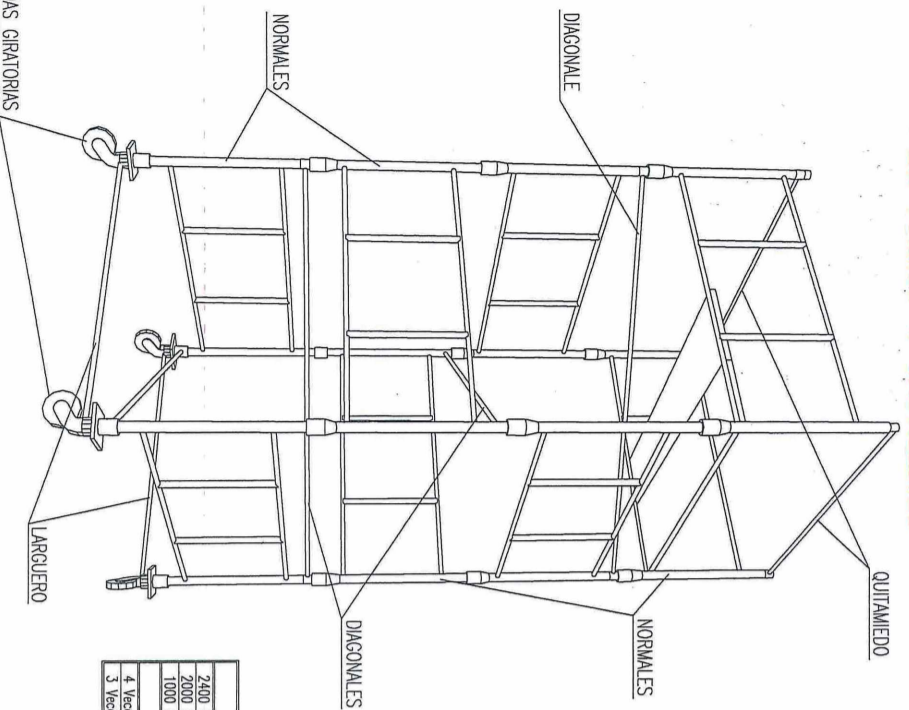 DIAGONALE
NORMALES
AS GIRATORIAS
QUITAMIEDO
NORMALES
DIAGONALES
LARGUERO
2400
2000
1000
4 Vec
3 Vec